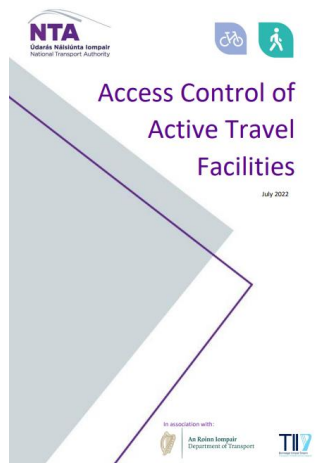 NTA
Údarás Náisiúnta Iompair
National Transport Authority
Access Control of
Active Travel
Facilities
July 2022
In association with:
An Roinn Iompair
Department of Transport
TII